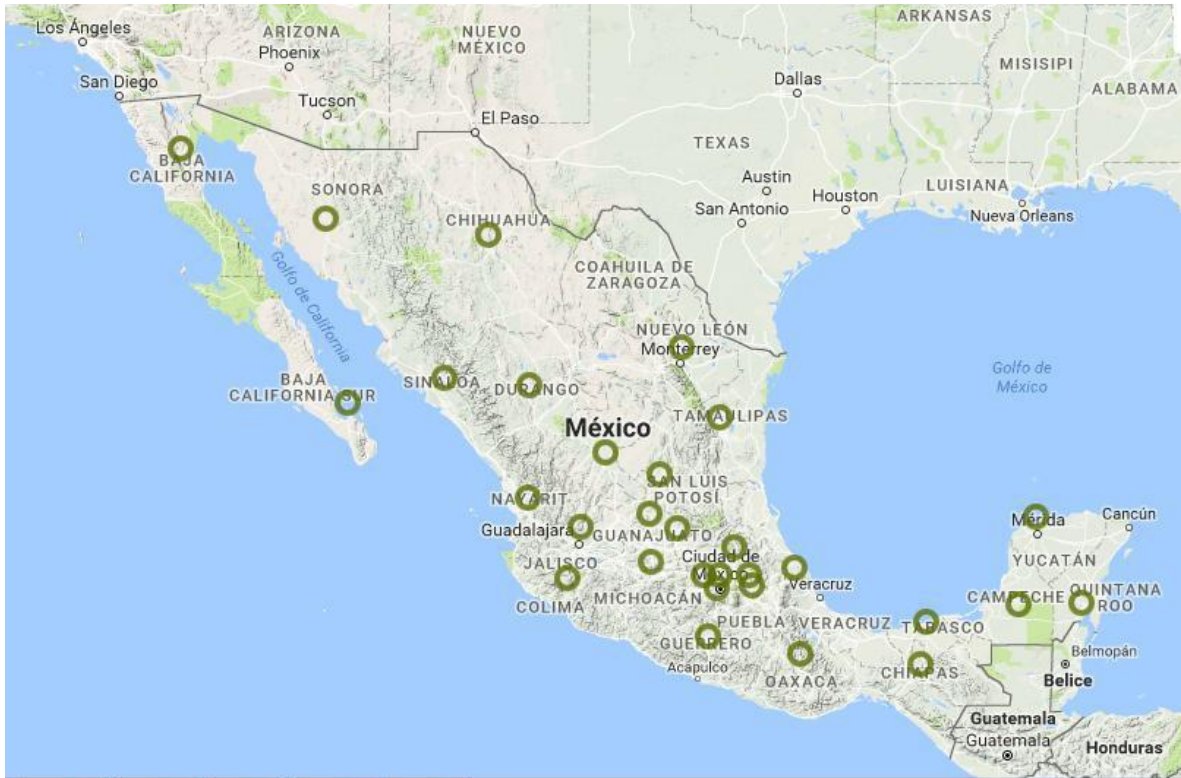 Los Ángeles
ARIZONA
Phoenix
NUEVO
MÉXICO
ARKANSAS
MISISIPI
ALABAMA
San Diego
Tucson
El Paso
Dallas
TEXAS
BAJA
CALIFORNIA
SONORA
CHIHUAHUA
Austin
San Antonio
Houston
LUISIANA
Nueva Orleans
Golfo de California
COAHUILA DE
ZARAGOZA
NUEVO LEÓN
Monterrey
Golfo de
México
BAJA
CALIFORNIA SUR
SINALOA
DURANGO
TAMAULIPAS
México
SAN LUIS
POTOSÍ
NAYARIT
Guadalajara
GUANAJUATO
JALISCO
COLIMA
MICHOACÁN
Ciudad de
México
PUEBLA
VERACRUZ
Veracruz
GUERRERO
Acapulco
OAXACA
TABASCO
CHIAPAS
Mérida
Cancún
YUCATÁN
CAMPECHE
QUINTANA
ROO
Belmopán
Belice
Guatemala
Guatemala
Honduras